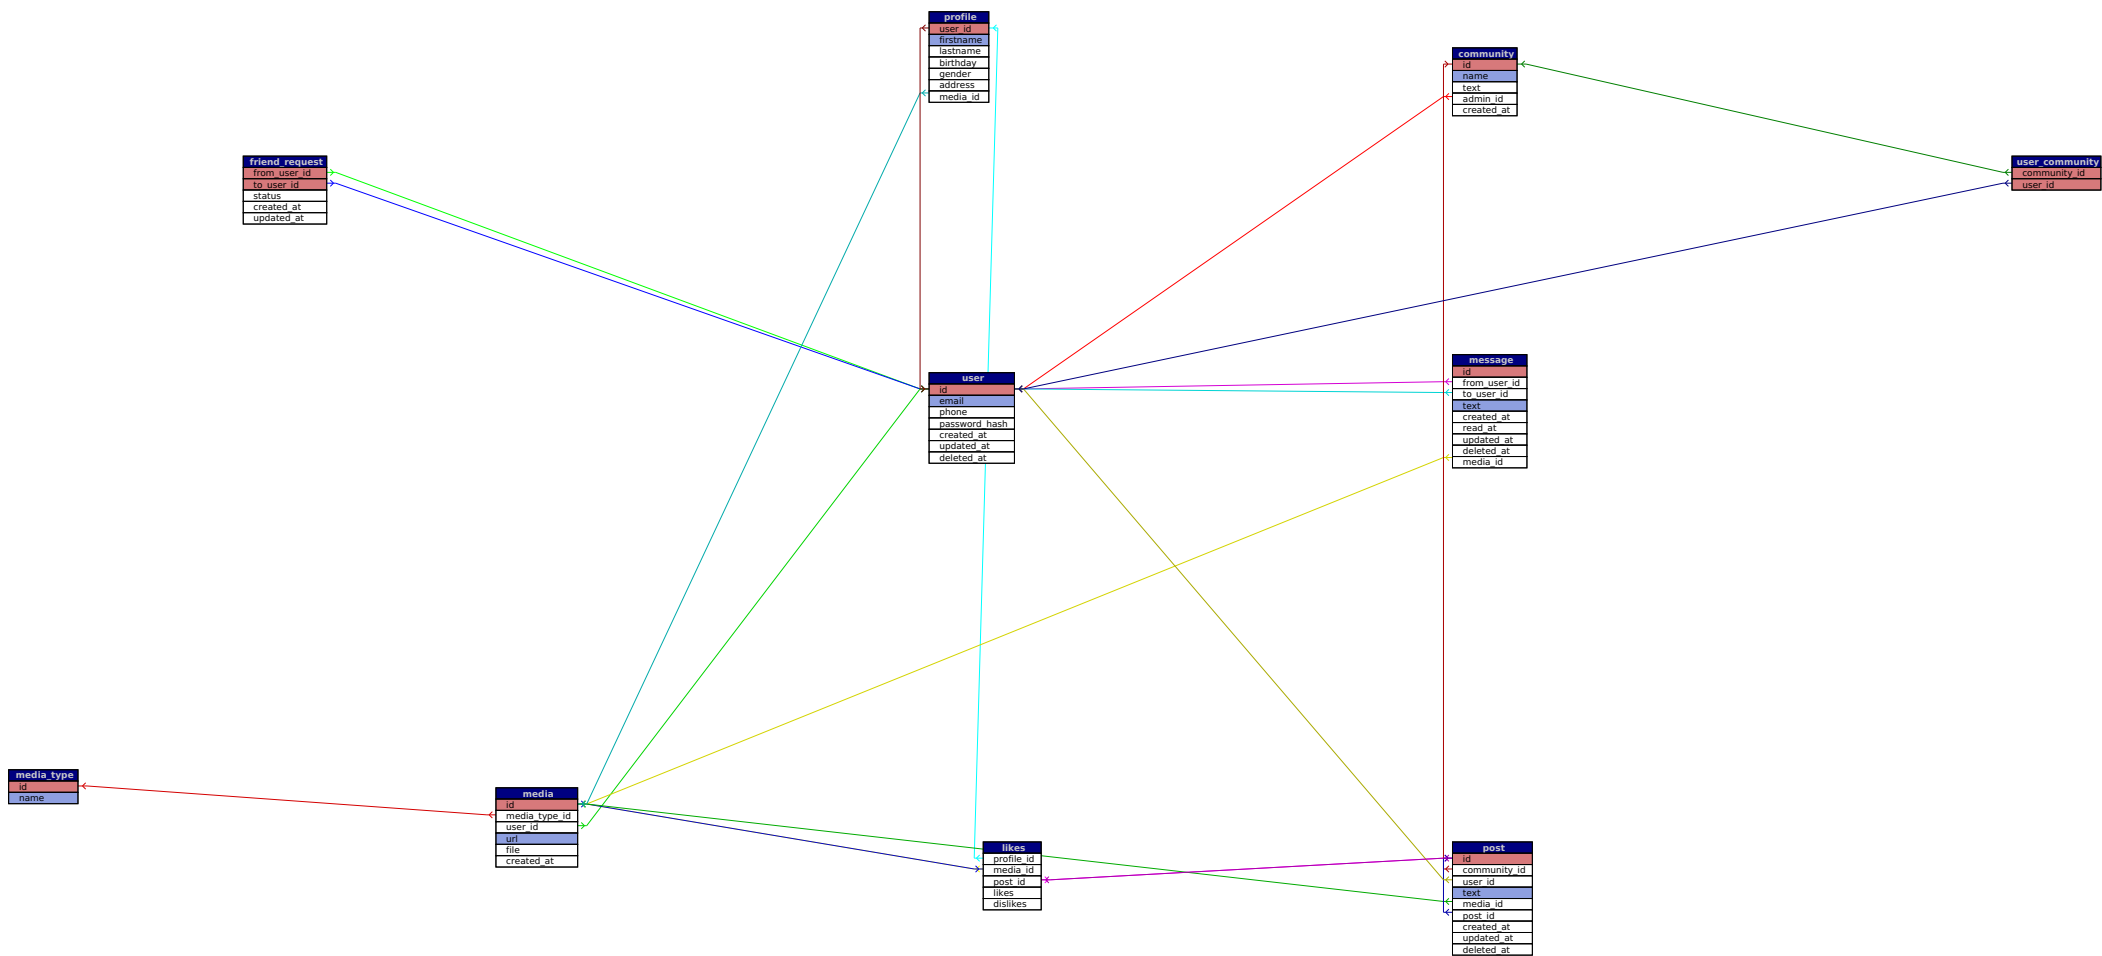 profile
user_id
firstname
lastname
birthday
gender
address
media_id
community
id
name
text
admin_id
created_at
friend_request
from_user_id
to_user_id
status
created_at
updated_at
user_community
community_id
user_id
user
id
email
phone
password_hash
created_at
updated_at
deleted_at
message
id
from_user_id
to_user_id
text
created_at
read_at
updated_at
deleted_at
media_id
media_type
id
name
media
id
media_type_id
user_id
url
file
created_at
likes
profile_id
media_id
post_id
likes
dislikes
post
id
community_id
user_id
text
media_id
post_id
created_at
updated_at
deleted_at